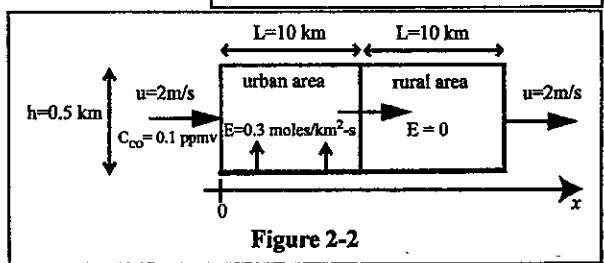 L=10 km L=10 km
urban area rural area
u=2m/s u=2m/s
h=0.5 km
C_CO= 0.1 ppmv E=0.3 moles/km²-s E = 0
0 x
Figure 2-2